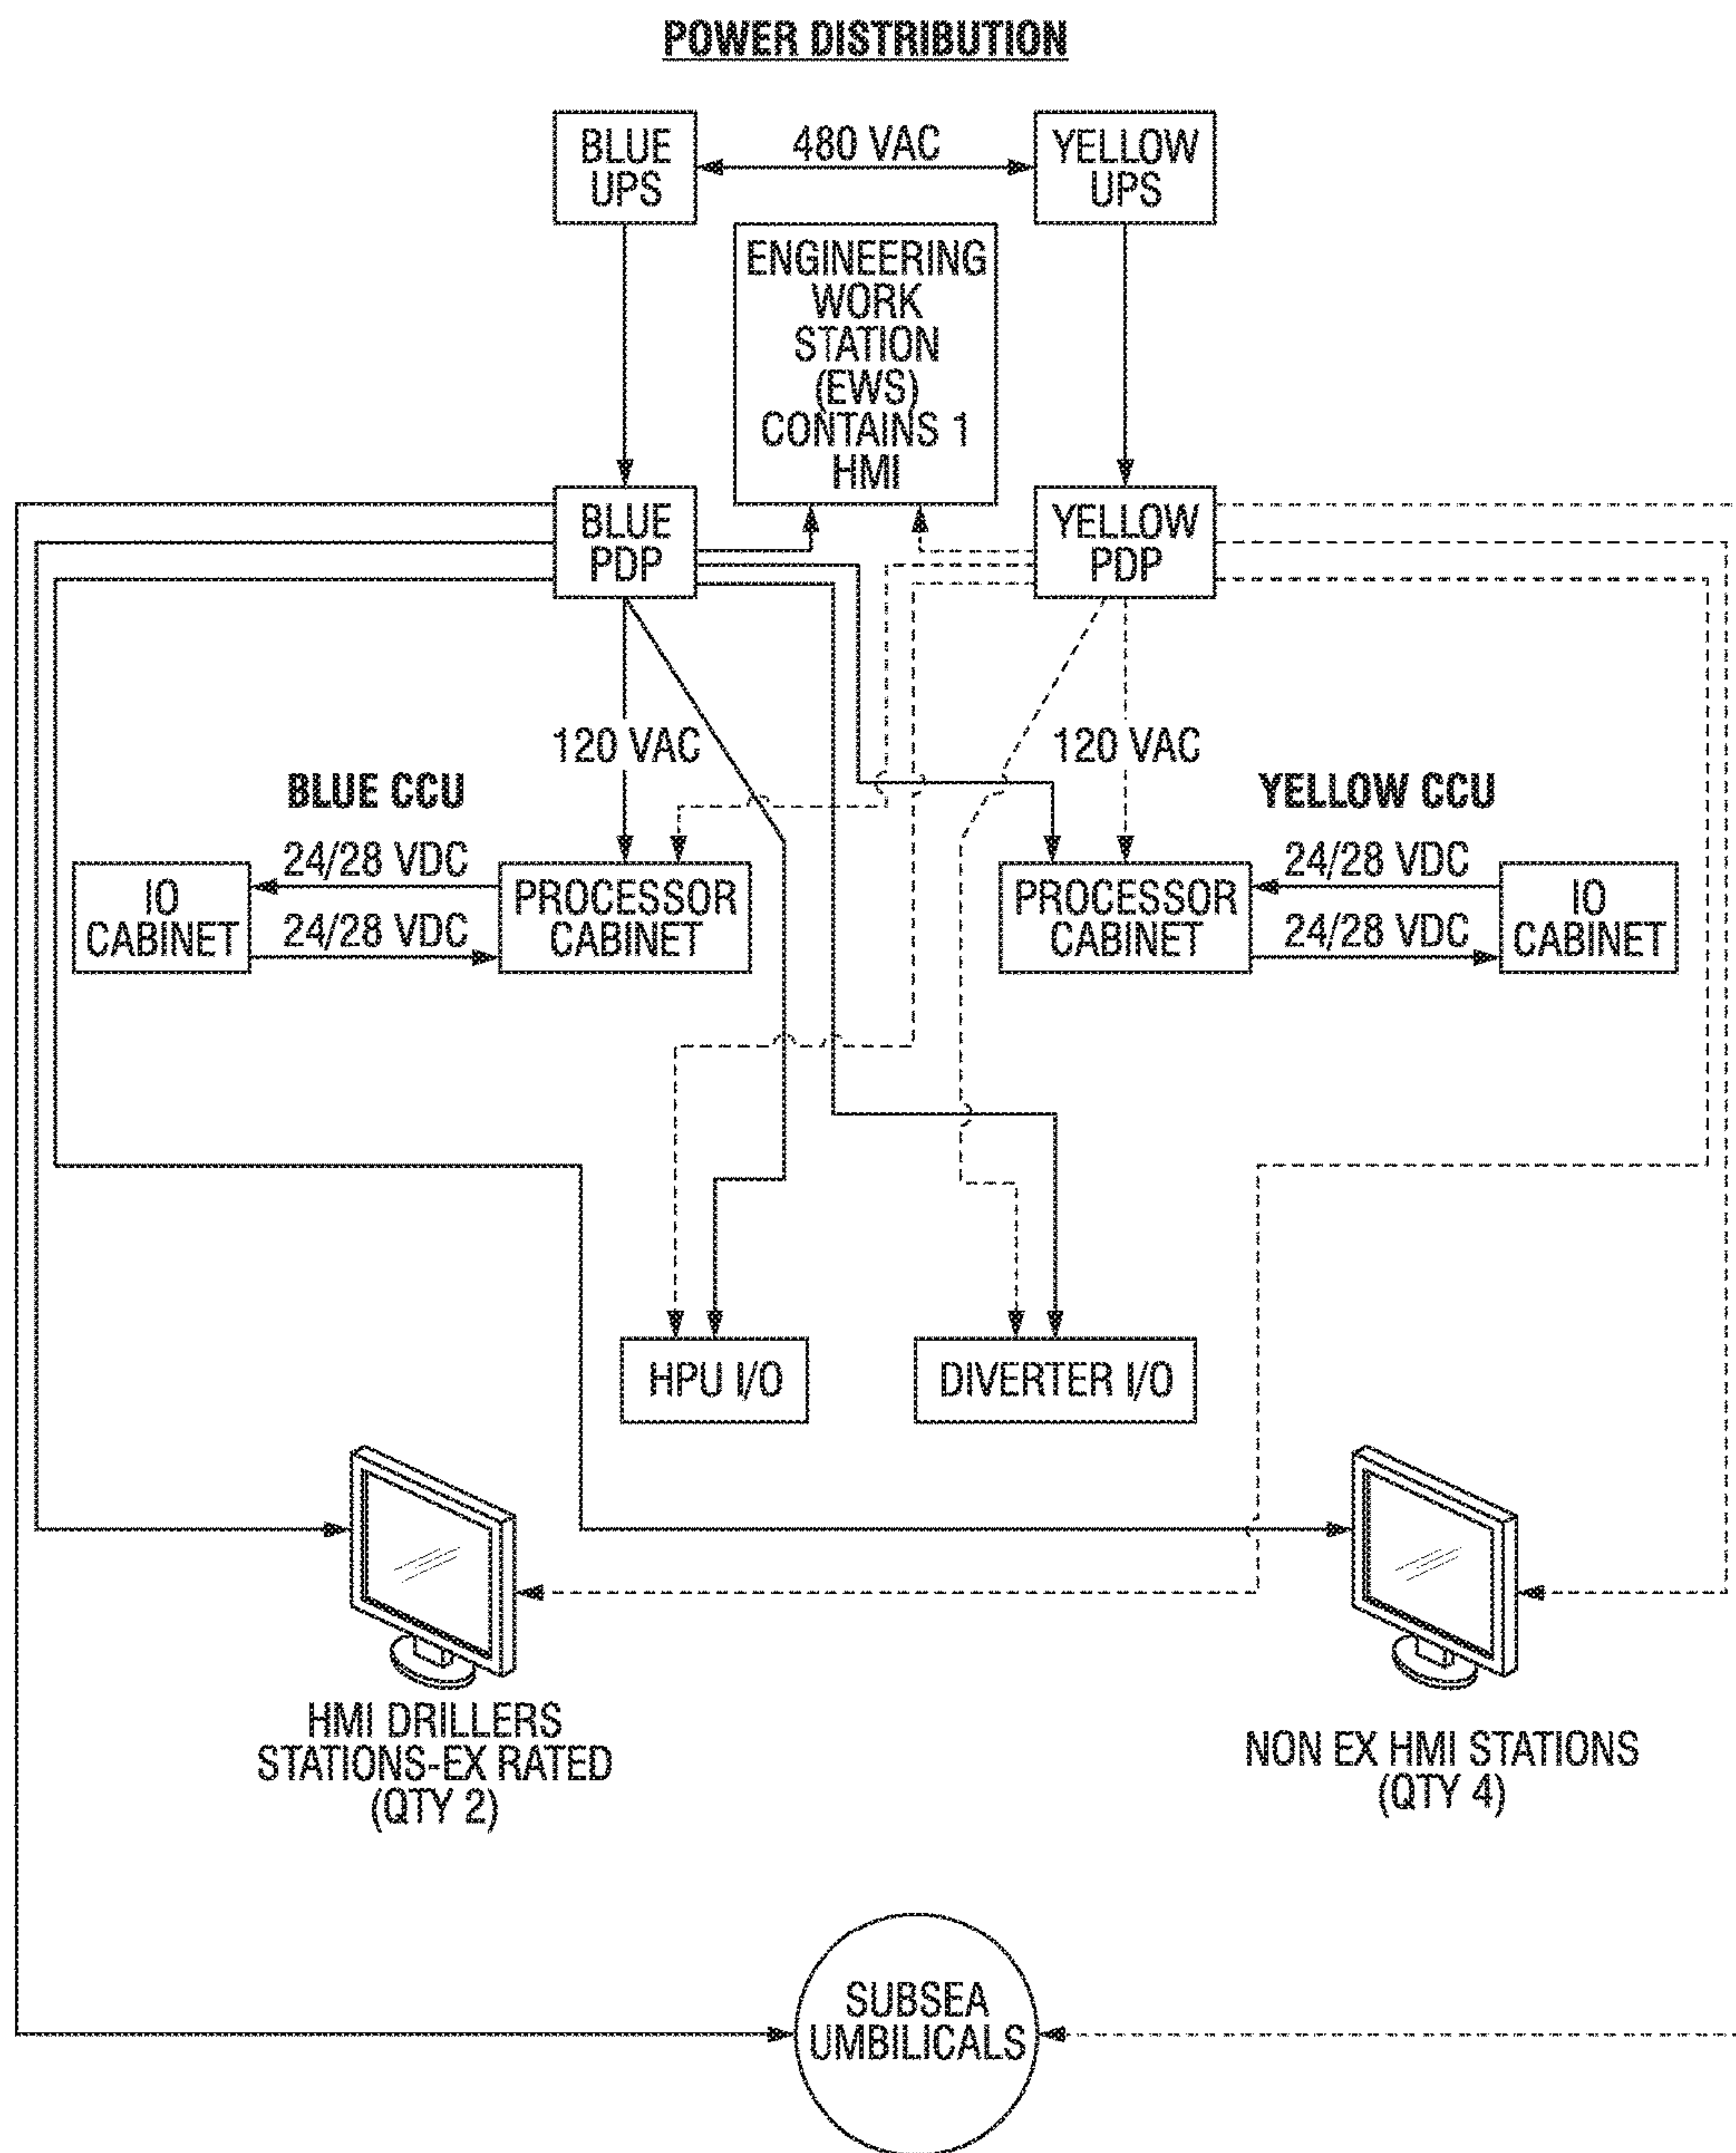 POWER DISTRIBUTION
BLUE
UPS
480 VAC
YELLOW
UPS
ENGINEERING
WORK
STATION
(EWS)
CONTAINS 1
HMI
BLUE
PDP
YELLOW
PDP
120 VAC
120 VAC
BLUE CCU
YELLOW CCU
IO
CABINET
24/28 VDC
24/28 VDC
PROCESSOR
CABINET
PROCESSOR
CABINET
24/28 VDC
24/28 VDC
IO
CABINET
HPU I/O
DIVERTER I/O
HMI DRILLERS
STATIONS-EX RATED
(QTY 2)
NON EX HMI STATIONS
(QTY 4)
SUBSEA
UMBILICALS